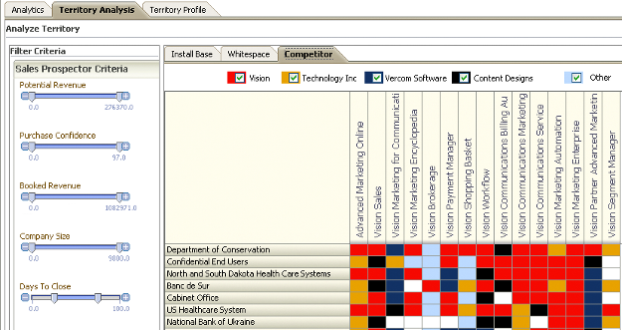 Analytics Territory Analysis Territory Profile
Analyze Territory
Filter Criteria
Sales Prospector Criteria
Potential Revenue
0.0 276370.0
Purchase Confidence
0.0 97.0
Booked Revenue
0.0 1082971.0
Company Size
0.0 9880.0
Days To Close
0.0 180.0
Install Base Whitespace Competitor
Vision Technology Inc Vercom Software Content Designs Other
Advanced Marketing Online
Vision Sales
Vision Marketing for Communicati
Vision Marketing Encyclopedia
Vision Brokerage
Vision Payment Manager
Vision Shopping Basket
Vision Workflow
Vision Communications Billing Au
Vision Communications Marketing
Vision Communications Service
Vision Marketing Automation
Vision Marketing Enterprise
Vision Partner Advanced Marketin
Vision Segment Manager
Department of Conservation
Confidential End Users
North and South Dakota Health Care Systems
Banc de Sur
Cabinet Office
US Healthcare System
National Bank of Ukraine